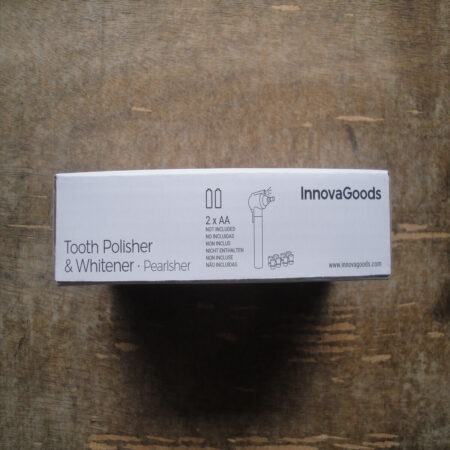 InnovaGoods
2 x AA
NOT INCLUDED
NO INCLUIDAS
NON INCLUS
NICHT ENTHALTEN
NON INCLUSE
NÃO INCLUÍDAS
Tooth Polisher
& Whitener · Pearlsher
www.innovagoods.com